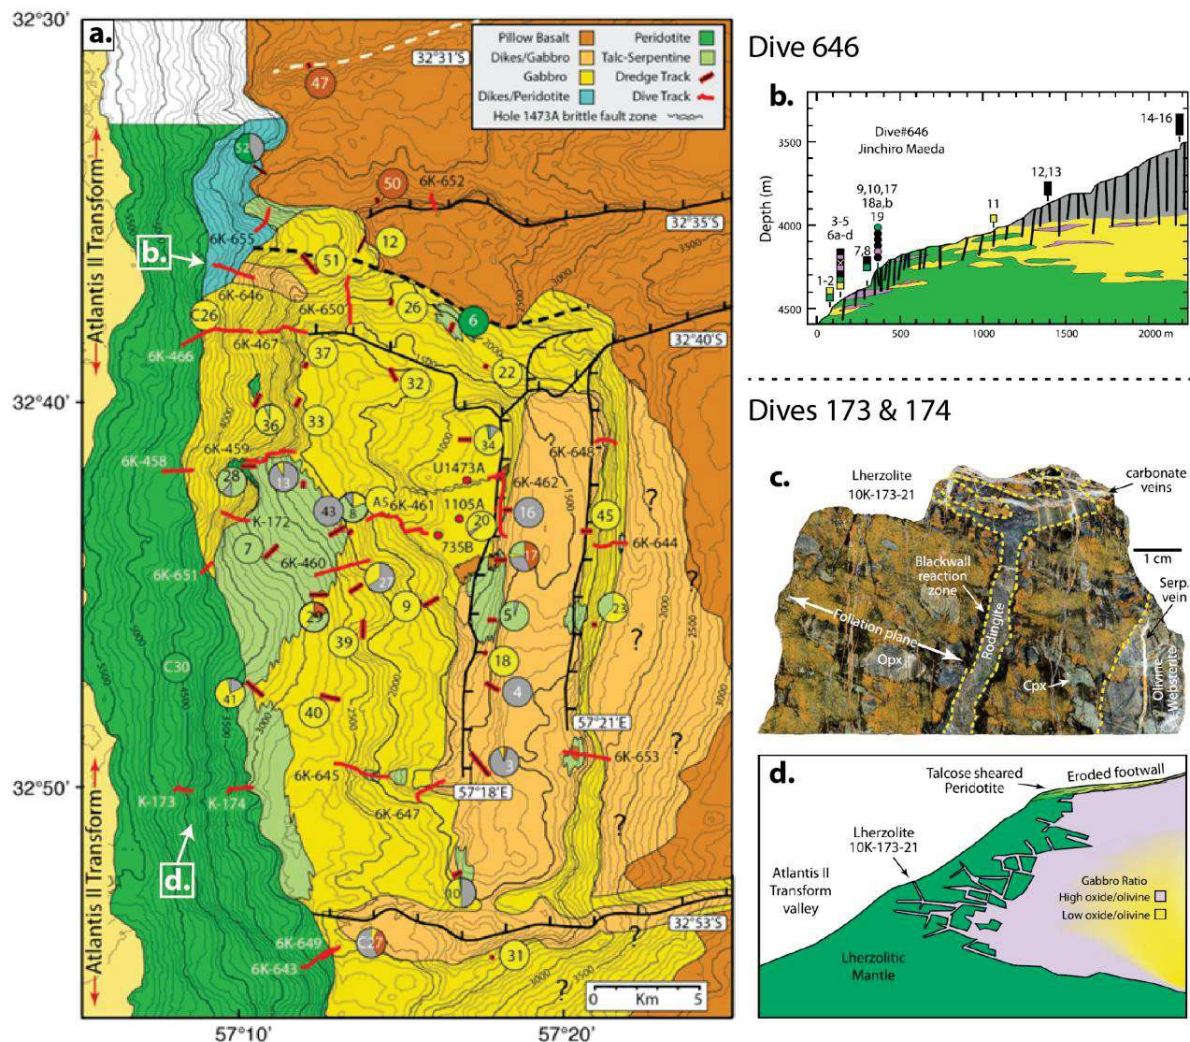 a.
32°30'
32°40'
32°50'
57°10'
57°20'
Pillow Basalt
Dikes/Gabbro
Gabbro
Dikes/Peridotite
Peridotite
Talc-Serpentine
Dredge Track
Dive Track
Hole 1473A brittle fault zone
32°31'S
47
52
50
6K-652
32°35'S
6K-655
12
b.
51
6K-646
6K-650
26
6
C26
32°40'S
6K-466
6K-467
37
32
22
36
33
34
6K-648
6K-459
U1473A
6K-458
28
13
6K-462
43
8
A5
6K-461
1105A
20
16
45
K-172
735B
6K-644
7
6K-460
17
6K-651
27
29
9
5
23
39
C30
18
41
40
4
57°21'E
3
6K-653
6K-645
57°18'E
6K-647
K-173
K-174
d.
10
32°53'S
6K-649
C27
6K-643
31
0 Km 5
Atlantis II Transform
Atlantis II Transform
5500
5000
4500
3500
3000
2500
2000
1500
1000
?
?
?
?
?
?
Dive 646
b.
Dive#646
Jinchiro Maeda
Depth (m)
3500
4000
4500
0 500 1000 1500 2000 m
14-16
12,13
11
9,10,17
18a,b
19
3-5
6a-d
7,8
1-2
Dives 173 & 174
c.
Lherzolite
10K-173-21
carbonate
veins
1 cm
Blackwall
reaction
zone
Serp.
vein
Foliation plane
Rodingite
Opx
Cpx
Olivine
Websterite
d.
Talcose sheared
Peridotite
Eroded footwall
Lherzolite
10K-173-21
Atlantis II
Transform
valley
Gabbro Ratio
High oxide/olivine
Low oxide/olivine
Lherzolitic
Mantle